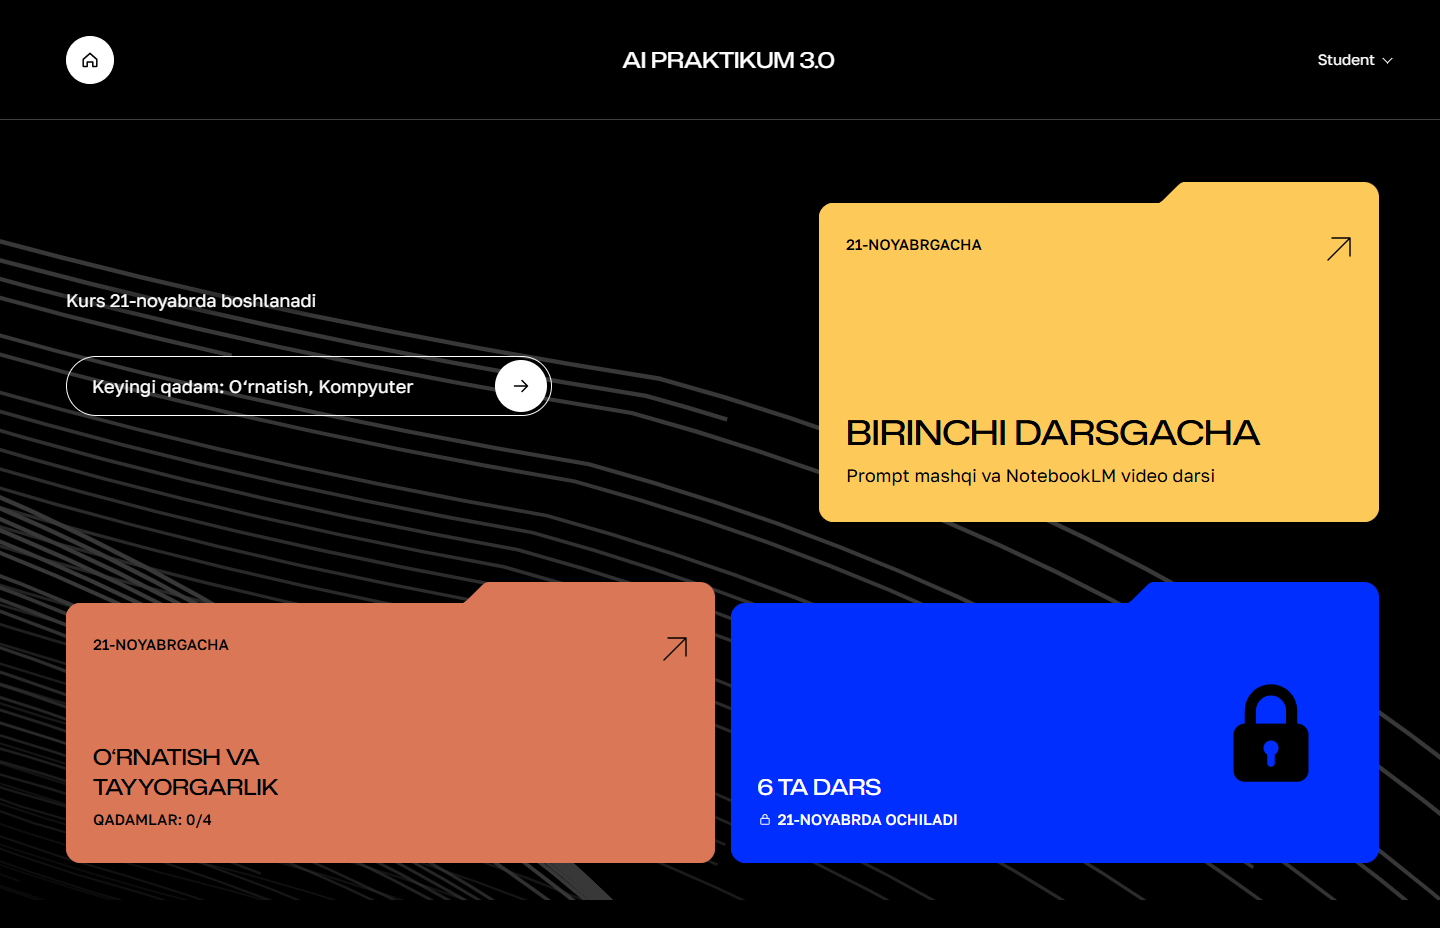 AI PRAKTIKUM 3.0
Student
Kurs 21-noyabrda boshlanadi
Keyingi qadam: O‘rnatish, Kompyuter
21-NOYABRGACHA
BIRINCHI DARSGACHA
Prompt mashqi va NotebookLM video darsi
21-NOYABRGACHA
O‘RNATISH VA
TAYYORGARLIK
QADAMLAR: 0/4
6 TA DARS
21-NOYABRDA OCHILADI